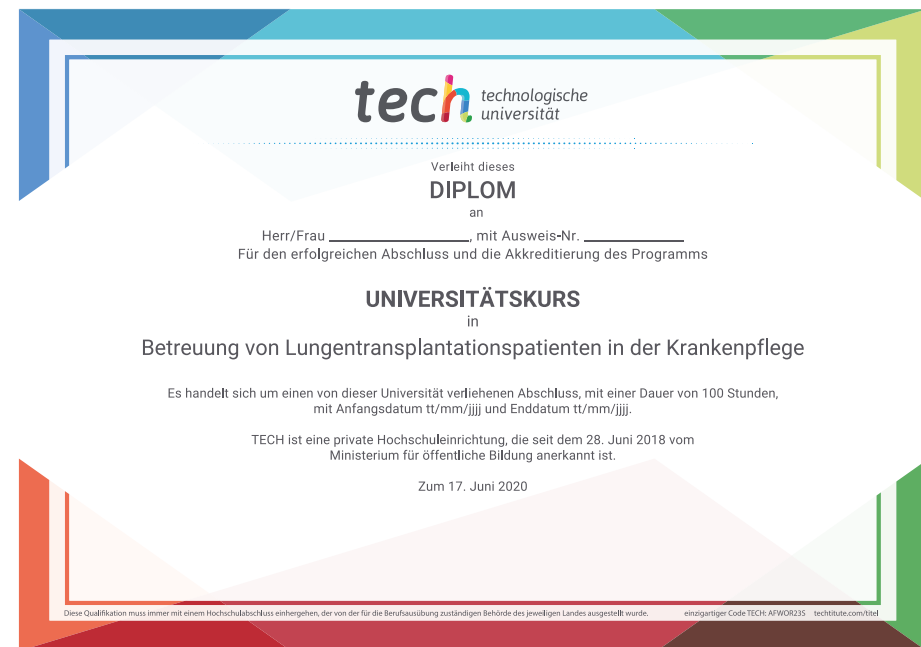 tech technologische
universität
Verleiht dieses
DIPLOM
an
Herr/Frau ____________________, mit Ausweis-Nr. ______________
Für den erfolgreichen Abschluss und die Akkreditierung des Programms
UNIVERSITÄTSKURS
in
Betreuung von Lungentransplantationspatienten in der Krankenpflege
Es handelt sich um einen von dieser Universität verliehenen Abschluss, mit einer Dauer von 100 Stunden,
mit Anfangsdatum tt/mm/jjjj und Enddatum tt/mm/jjjj.
TECH ist eine private Hochschuleinrichtung, die seit dem 28. Juni 2018 vom
Ministerium für öffentliche Bildung anerkannt ist.
Zum 17. Juni 2020
Diese Qualifikation muss immer mit einem Hochschulabschluss einhergehen, der von der für die Berufsausübung zuständigen Behörde des jeweiligen Landes ausgestellt wurde. einzigartiger Code TECH: AFWOR23S techtitute.com/titel